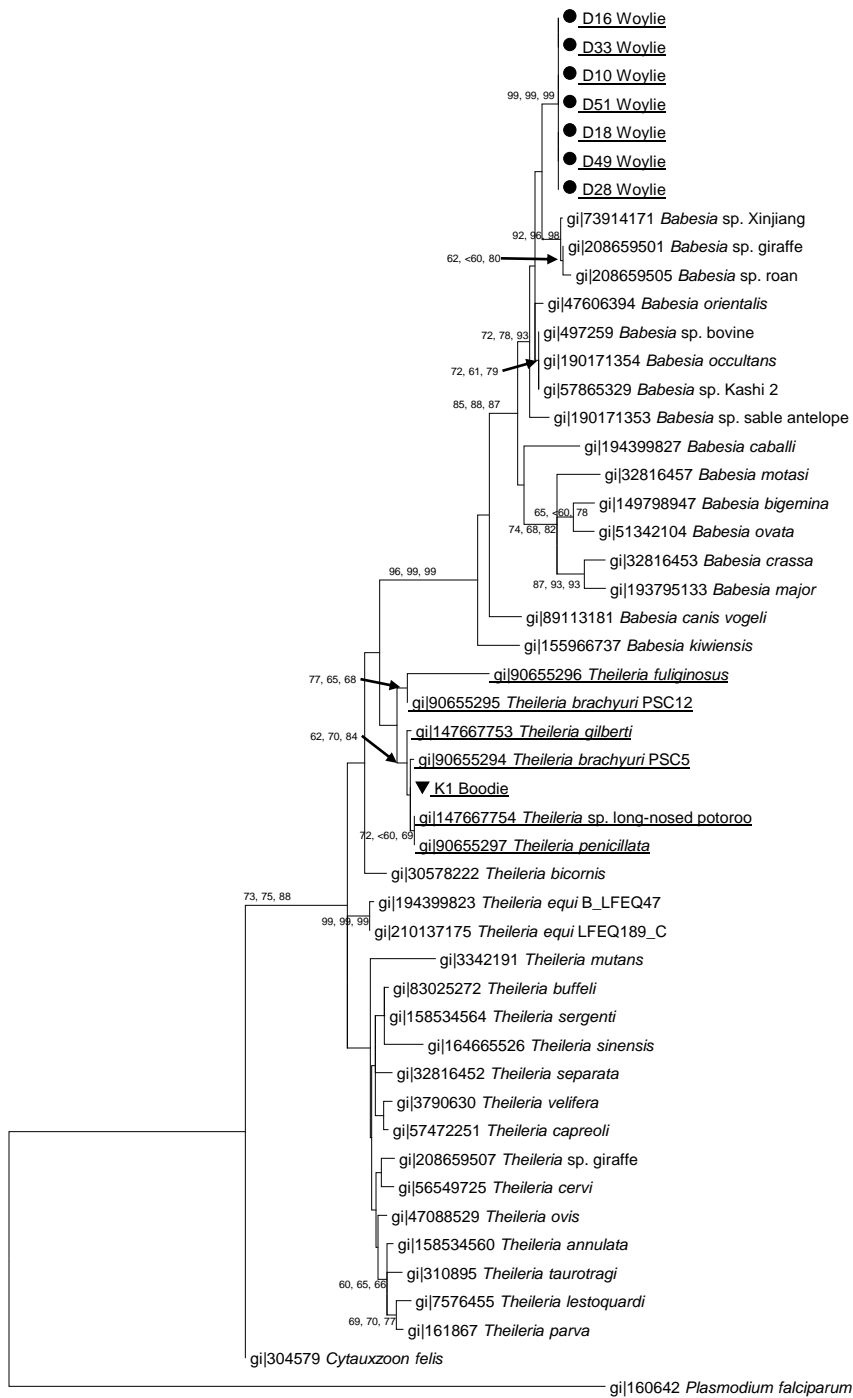 D16 Woylie
D33 Woylie
D10 Woylie
99, 99, 99
D51 Woylie
D18 Woylie
D49 Woylie
D28 Woylie
gi|73914171 Babesia sp. Xinjiang
92, 96, 98
gi|208659501 Babesia sp. giraffe
62, <60, 80
gi|208659505 Babesia sp. roan
gi|47606394 Babesia orientalis
72, 78, 93
gi|497259 Babesia sp. bovine
gi|190171354 Babesia occultans
72, 61, 79
gi|57865329 Babesia sp. Kashi 2
85, 88, 87
gi|190171353 Babesia sp. sable antelope
gi|194399827 Babesia caballi
gi|32816457 Babesia motasi
gi|149798947 Babesia bigemina
65, <60, 78
74, 68, 82
gi|51342104 Babesia ovata
gi|32816453 Babesia crassa
96, 99, 99
87, 93, 93
gi|193795133 Babesia major
gi|89113181 Babesia canis vogeli
gi|155966737 Babesia kiwiensis
gi|90655296 Theileria fuliginosus
77, 65, 68
gi|90655295 Theileria brachyuri PSC12
gi|147667753 Theileria gilberti
62, 70, 84
gi|90655294 Theileria brachyuri PSC5
K1 Boodie
gi|147667754 Theileria sp. long-nosed potoroo
72, <60, 69
gi|90655297 Theileria penicillata
gi|30578222 Theileria bicornis
73, 75, 88
gi|194399823 Theileria equi B_LFEQ47
99, 99, 99
gi|210137175 Theileria equi LFEQ189_C
gi|3342191 Theileria mutans
gi|83025272 Theileria buffeli
gi|158534564 Theileria sergenti
gi|164665526 Theileria sinensis
gi|32816452 Theileria separata
gi|3790630 Theileria velifera
gi|57472251 Theileria capreoli
gi|208659507 Theileria sp. giraffe
gi|56549725 Theileria cervi
gi|47088529 Theileria ovis
gi|158534560 Theileria annulata
gi|310895 Theileria taurotragi
60, 65, 66
gi|7576455 Theileria lestoquardi
69, 70, 77
gi|161867 Theileria parva
gi|304579 Cytauxzoon felis
gi|160642 Plasmodium falciparum